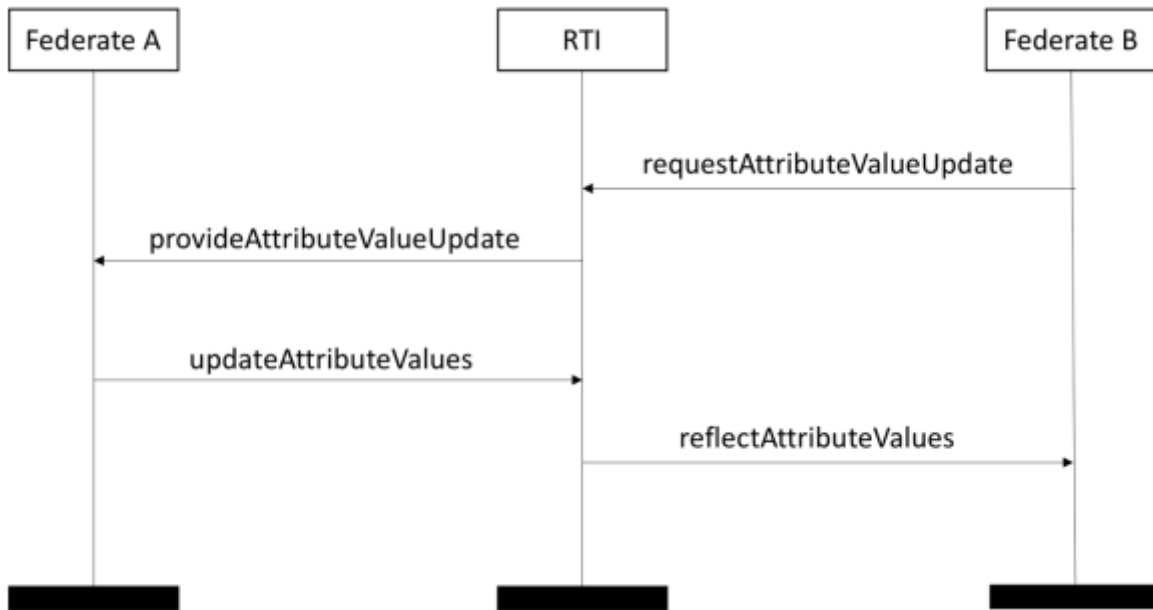 Federate A
RTI
Federate B
requestAttributeValueUpdate
provideAttributeValueUpdate
updateAttributeValues
reflectAttributeValues